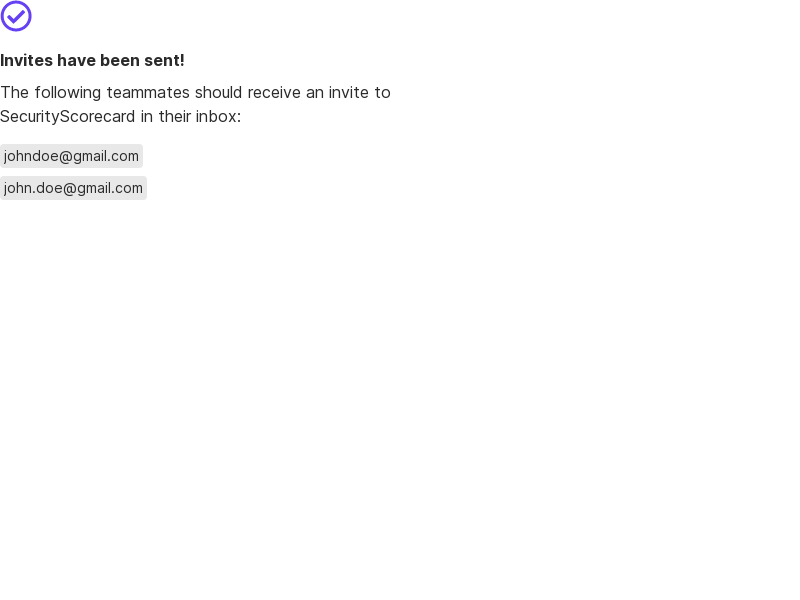 Invites have been sent!
The following teammates should receive an invite to
SecurityScorecard in their inbox:
johndoe@gmail.com
john.doe@gmail.com